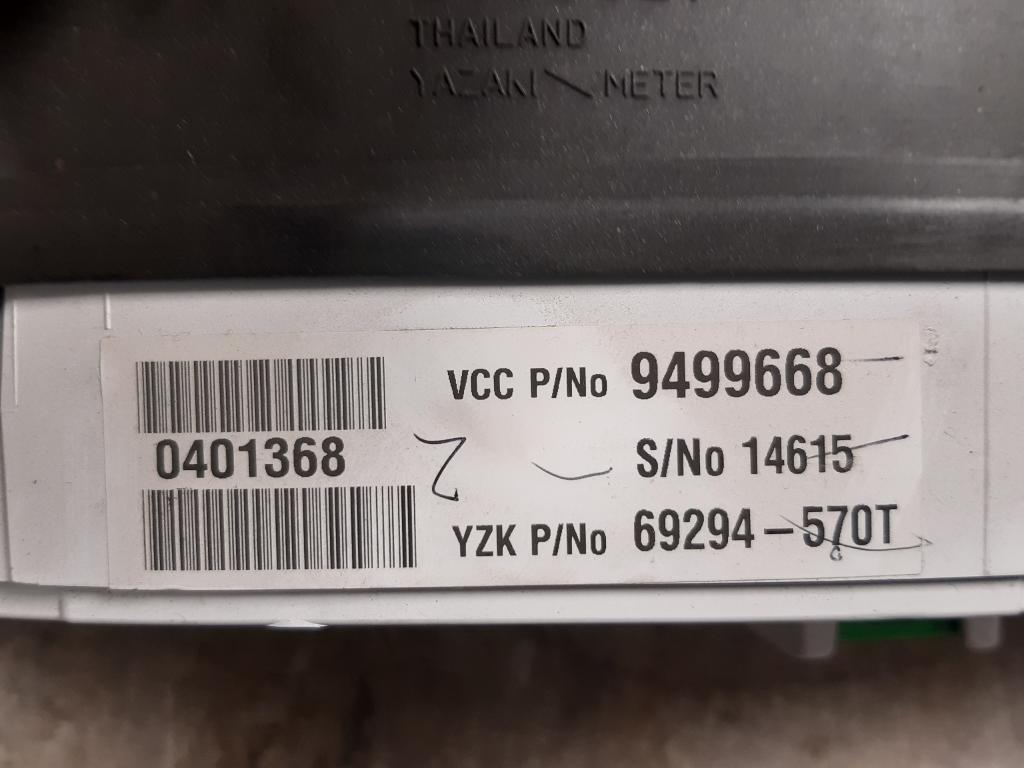 THAILAND
YAZAKI METER
VCC P/No 9499668
0401368
S/No 14615
YZK P/No 69294-570T